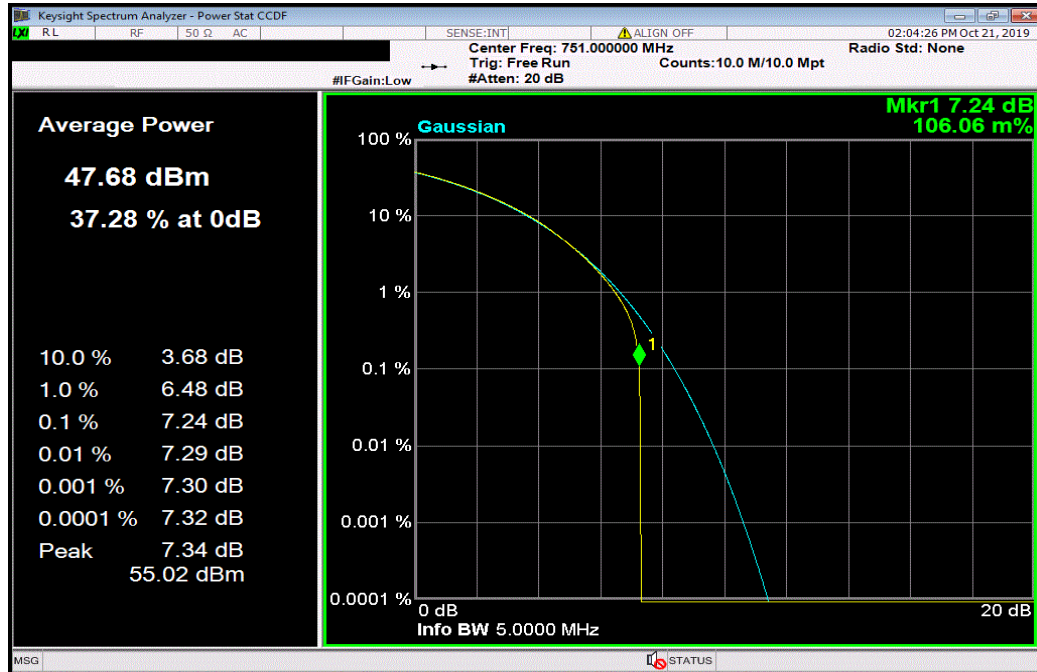 Keysight Spectrum Analyzer - Power Stat CCDF
LXI RL RF 50 Ω AC SENSE:INT ALIGN OFF 02:04:26 PM Oct 21, 2019
Center Freq: 751.000000 MHz Radio Std: None
Trig: Free Run Counts:10.0 M/10.0 Mpt
#IFGain:Low #Atten: 20 dB
Average Power
47.68 dBm
37.28 % at 0dB
10.0 % 3.68 dB
1.0 % 6.48 dB
0.1 % 7.24 dB
0.01 % 7.29 dB
0.001 % 7.30 dB
0.0001 % 7.32 dB
Peak 7.34 dB
55.02 dBm
Mkr1 7.24 dB
106.06 m%
Gaussian
100 %
10 %
1 %
1
0.1 %
0.01 %
0.001 %
0.0001 %
0 dB 20 dB
Info BW 5.0000 MHz
MSG STATUS